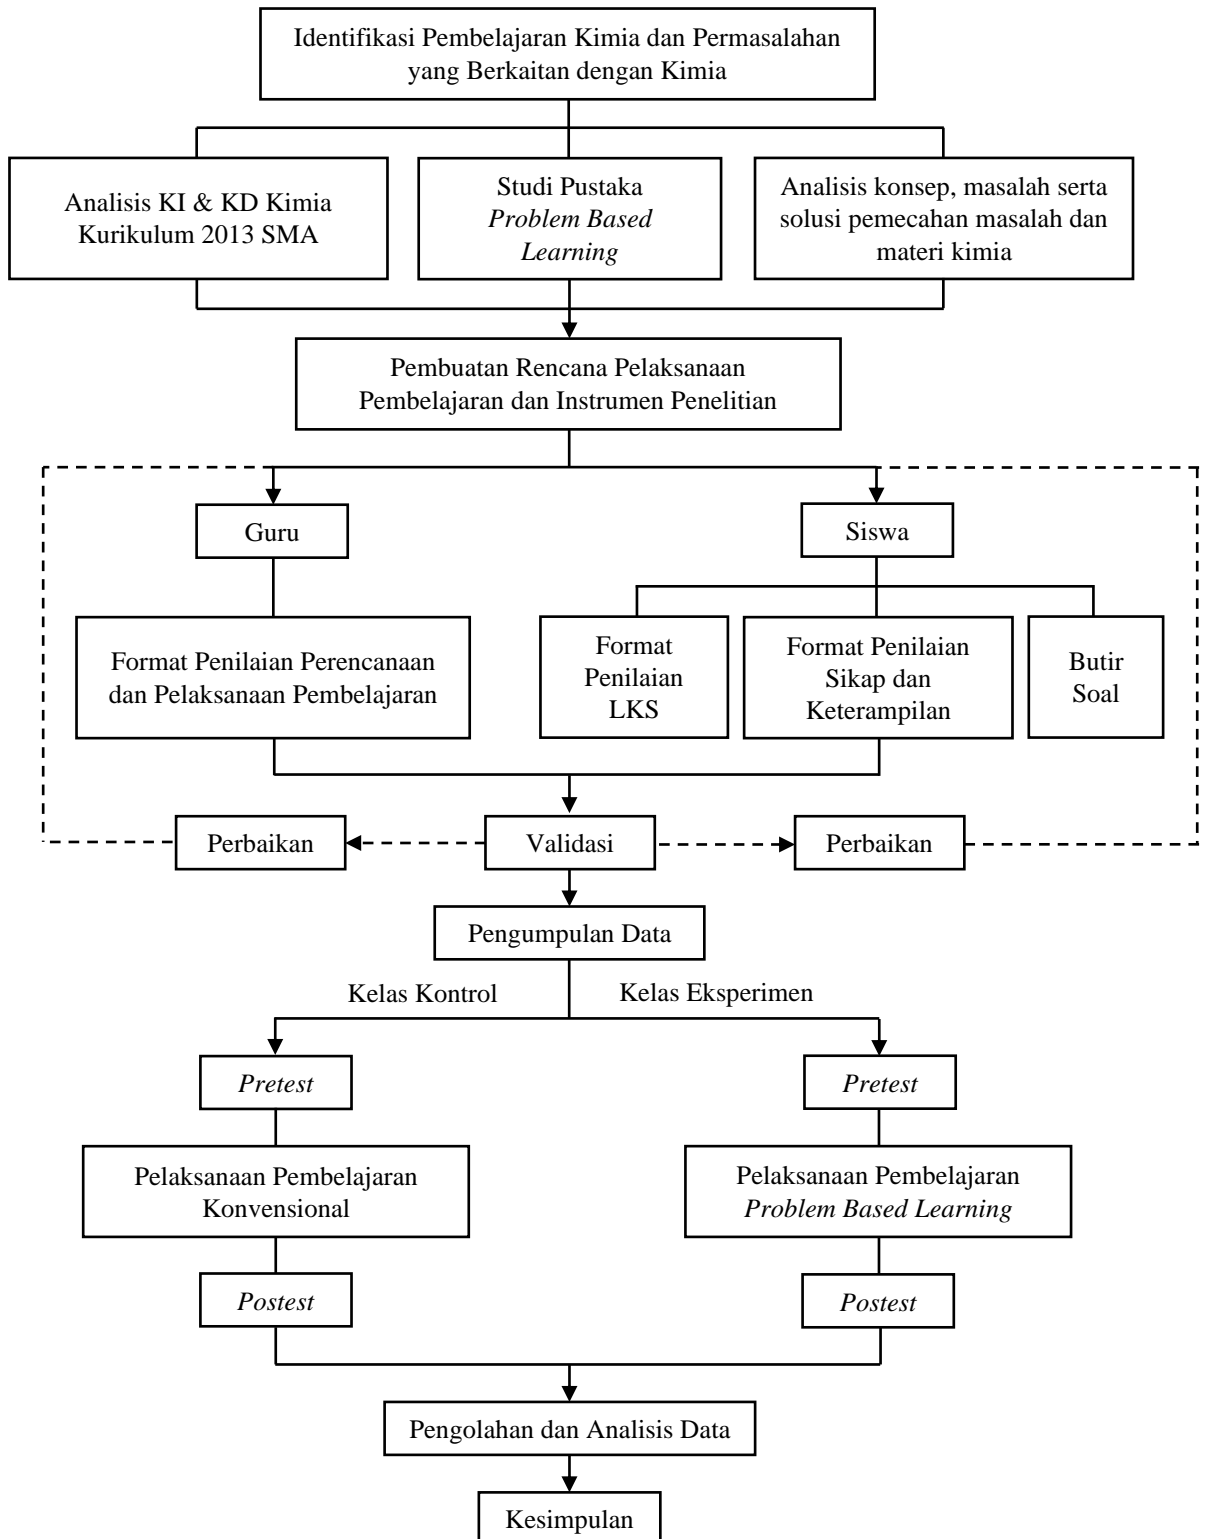 Identifikasi Pembelajaran Kimia dan Permasalahan
yang Berkaitan dengan Kimia
Analisis KI & KD Kimia
Kurikulum 2013 SMA
Studi Pustaka
Problem Based
Learning
Analisis konsep, masalah serta
solusi pemecahan masalah dan
materi kimia
Pembuatan Rencana Pelaksanaan
Pembelajaran dan Instrumen Penelitian
Guru
Siswa
Format Penilaian Perencanaan
dan Pelaksanaan Pembelajaran
Format
Penilaian
LKS
Format Penilaian
Sikap dan
Keterampilan
Butir
Soal
Perbaikan
Validasi
Perbaikan
Pengumpulan Data
Kelas Kontrol
Kelas Eksperimen
Pretest
Pretest
Pelaksanaan Pembelajaran
Konvensional
Pelaksanaan Pembelajaran
Problem Based Learning
Postest
Postest
Pengolahan dan Analisis Data
Kesimpulan